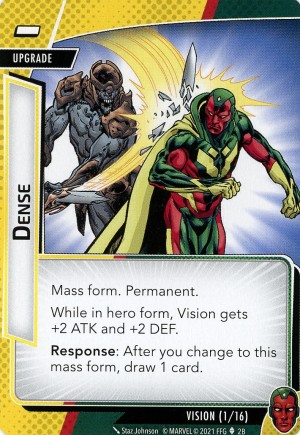 UPGRADE
DENSE
Mass form. Permanent.
While in hero form, Vision gets
+2 ATK and +2 DEF.
Response: After you change to this
mass form, draw 1 card.
VISION (1/16)
Staz Johnson © MARVEL © 2021 FFG 2B